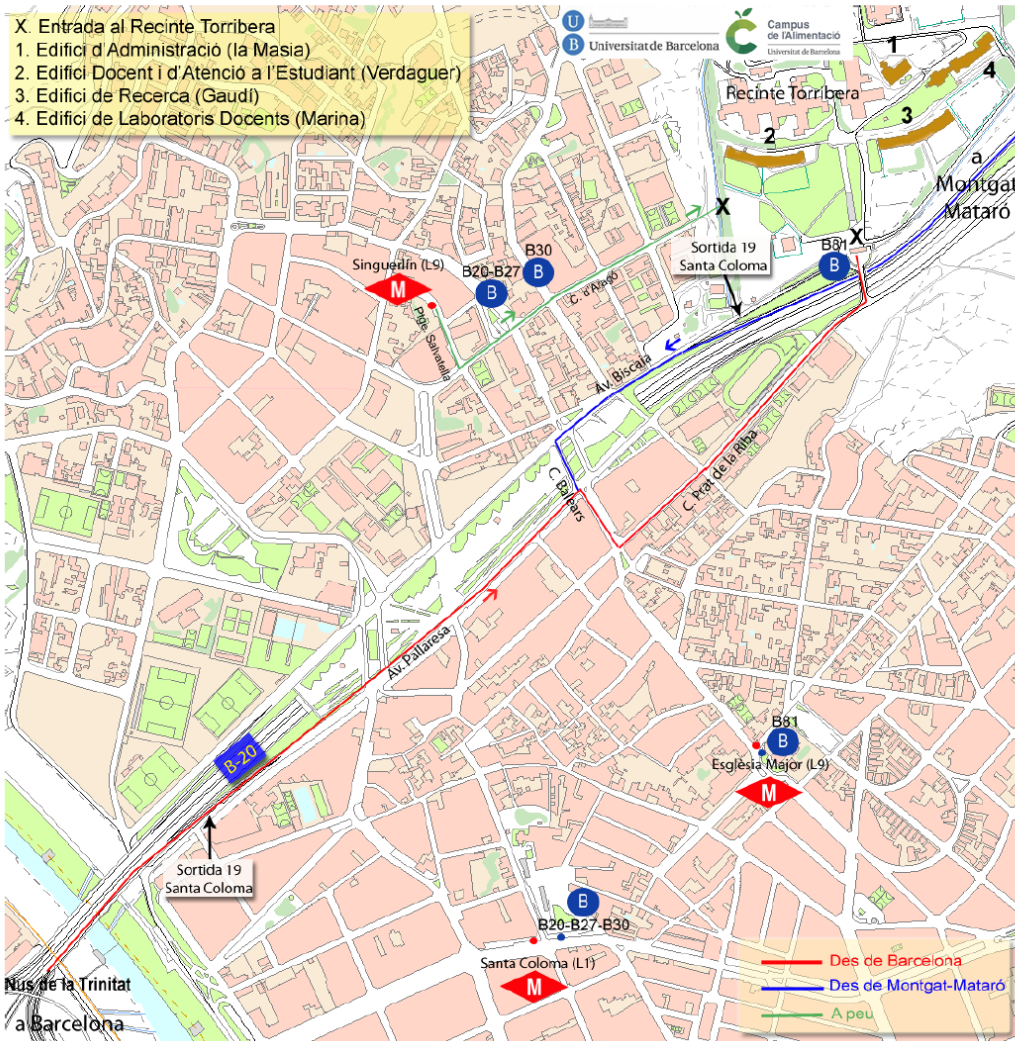 X. Entrada al Recinte Torribera
1. Edifici d'Administració (la Masia)
2. Edifici Docent i d'Atenció a l'Estudiant (Verdaguer)
3. Edifici de Recerca (Gaudí)
4. Edifici de Laboratoris Docents (Marina)
U
B
Universitat de Barcelona
Campus
de l'Alimentació
Universitat de Barcelona
1
4
Recinte Torribera
3
2
a
Montgat
Mataró
X
X
B81
B
Sortida 19
Santa Coloma
B30
B
B20-B27
B
Singuerlín (L9)
M
Ptge Salvatella
C. d'Aragó
Av. Biscaia
C. Balears
C. Prat de la Riba
Av. Pallaresa
B-20
B81
B
Esglèsia Major (L9)
M
Sortida 19
Santa Coloma
B
B20-B27-B30
Santa Coloma (L1)
M
Nus de la Trinitat
a Barcelona
Des de Barcelona
Des de Montgat-Mataró
A peu